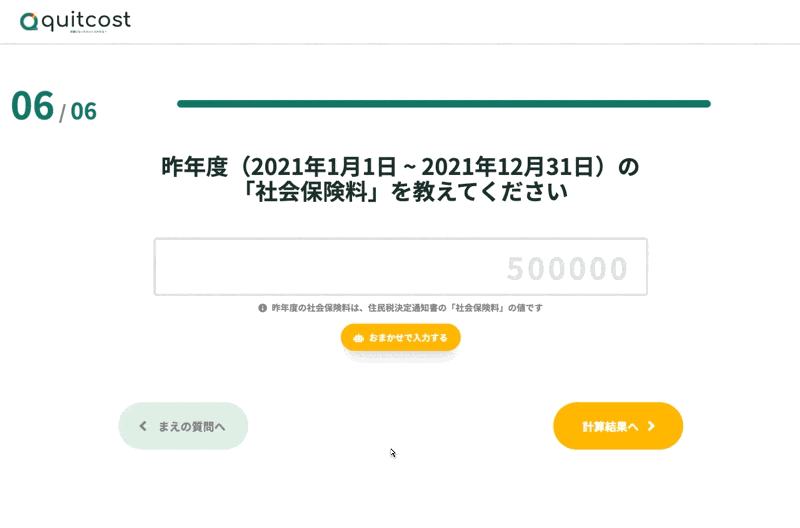 quitcost
06 / 06
昨年度（2021年1月1日 ~ 2021年12月31日）の
「社会保険料」を教えてください
500000
昨年度の社会保険料は、住民税決定通知書の「社会保険料」の値です
おまかせで入力する
まえの質問へ
計算結果へ